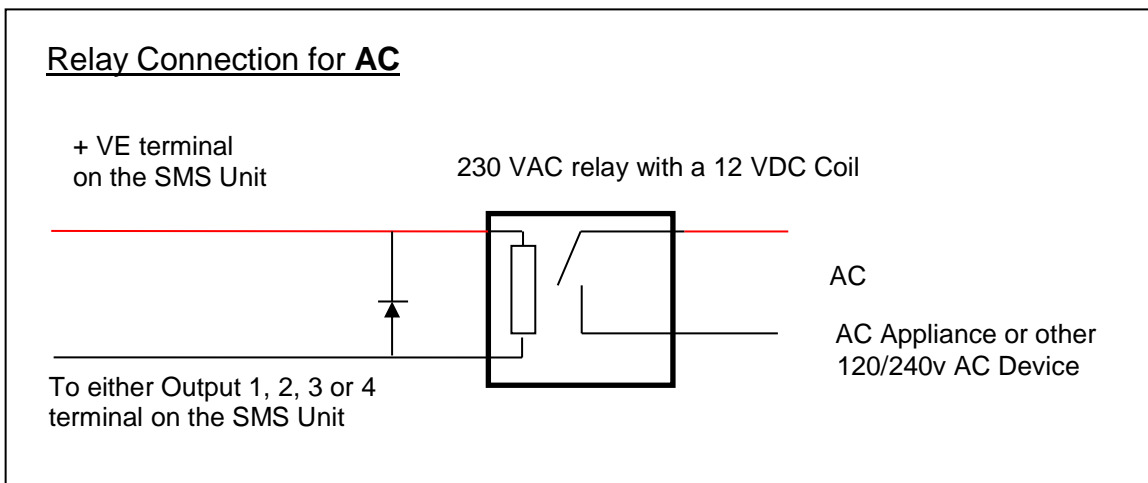 Relay Connection for AC
+ VE terminal
on the SMS Unit
230 VAC relay with a 12 VDC Coil
AC
AC Appliance or other
120/240v AC Device
To either Output 1, 2, 3 or 4
terminal on the SMS Unit